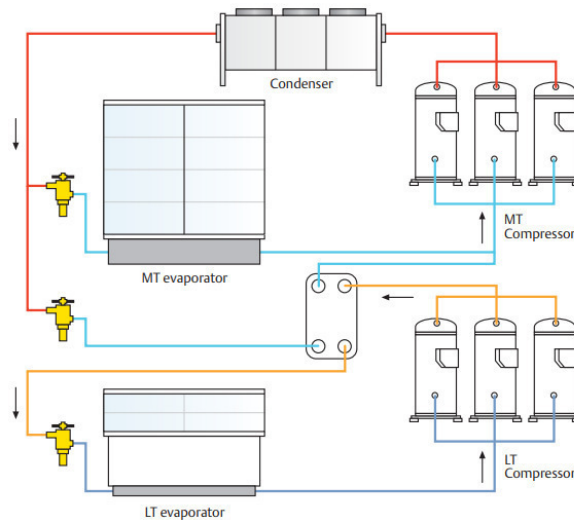 Condenser
MT evaporator
MT
Compressor
LT evaporator
LT
Compressor